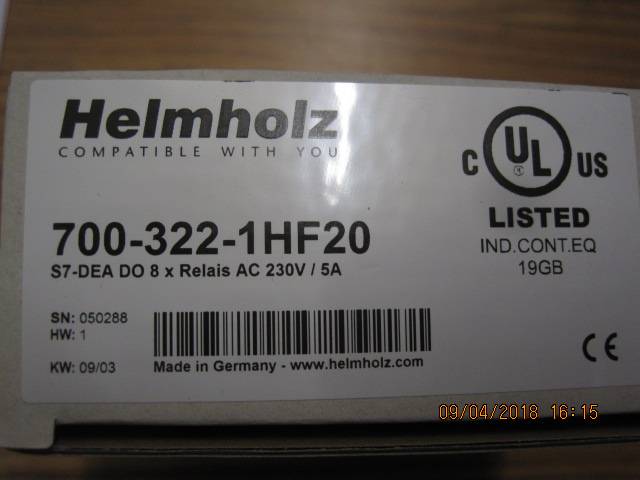 Helmholz
COMPATIBLE WITH YOU
C UL US
LISTED
IND.CONT.EQ
19GB
700-322-1HF20
S7-DEA DO 8 x Relais AC 230V / 5A
SN: 050288
HW: 1
KW: 09/03
Made in Germany - www.helmholz.com
CE
09/04/2018 16:15